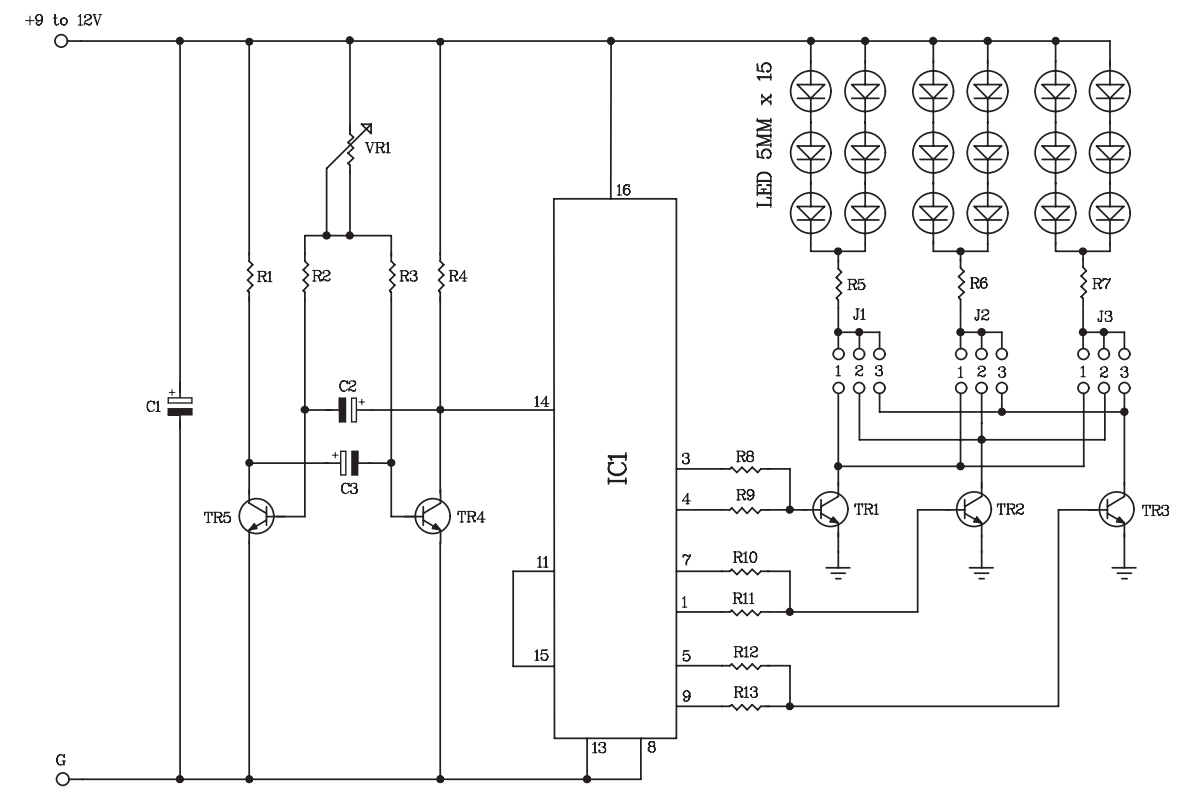 +9 to 12V
LED 5MM x 15
VR1
16
R1
R2
R3
R4
R5
R6
R7
J1
J2
J3
1 2 3
1 2 3
1 2 3
C1
+
C2
+
14
C3
+
IC1
3
R8
4
R9
TR5
TR4
TR1
TR2
TR3
11
7
R10
1
R11
15
5
R12
9
R13
13
8
G